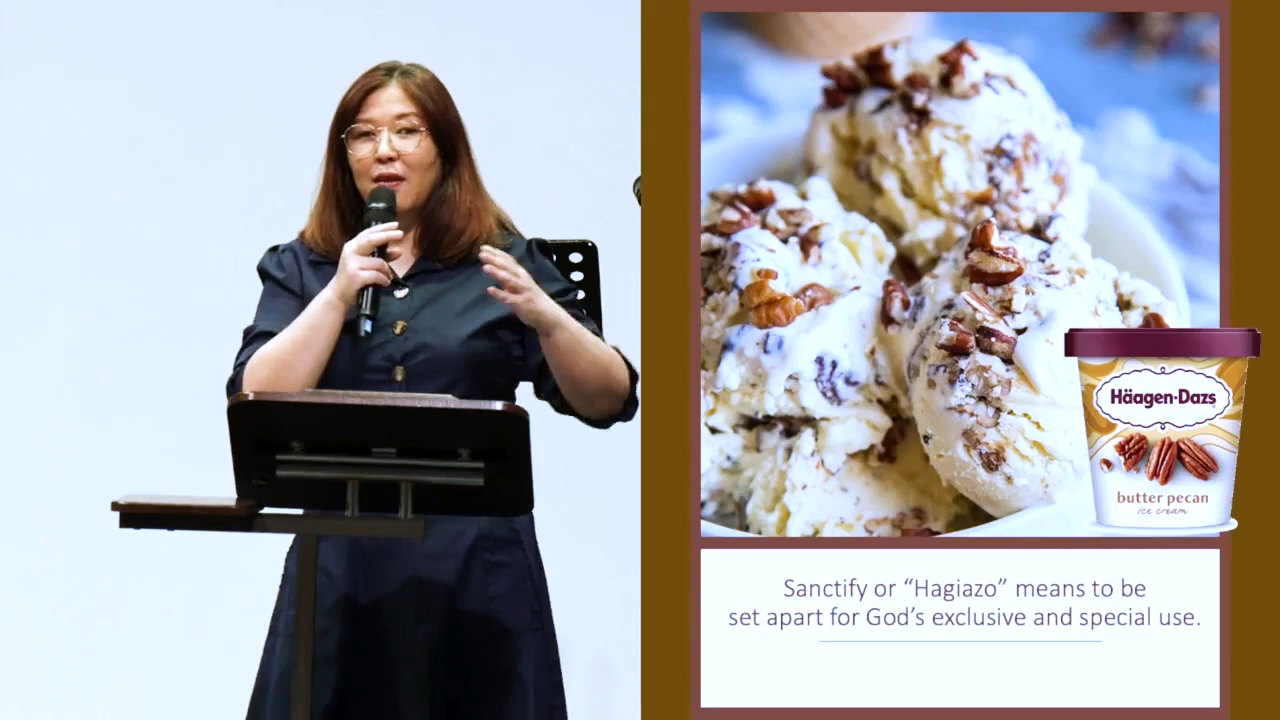 Häagen-Dazs
butter pecan
ice cream
Sanctify or “Hagiazo” means to be
set apart for God’s exclusive and special use.